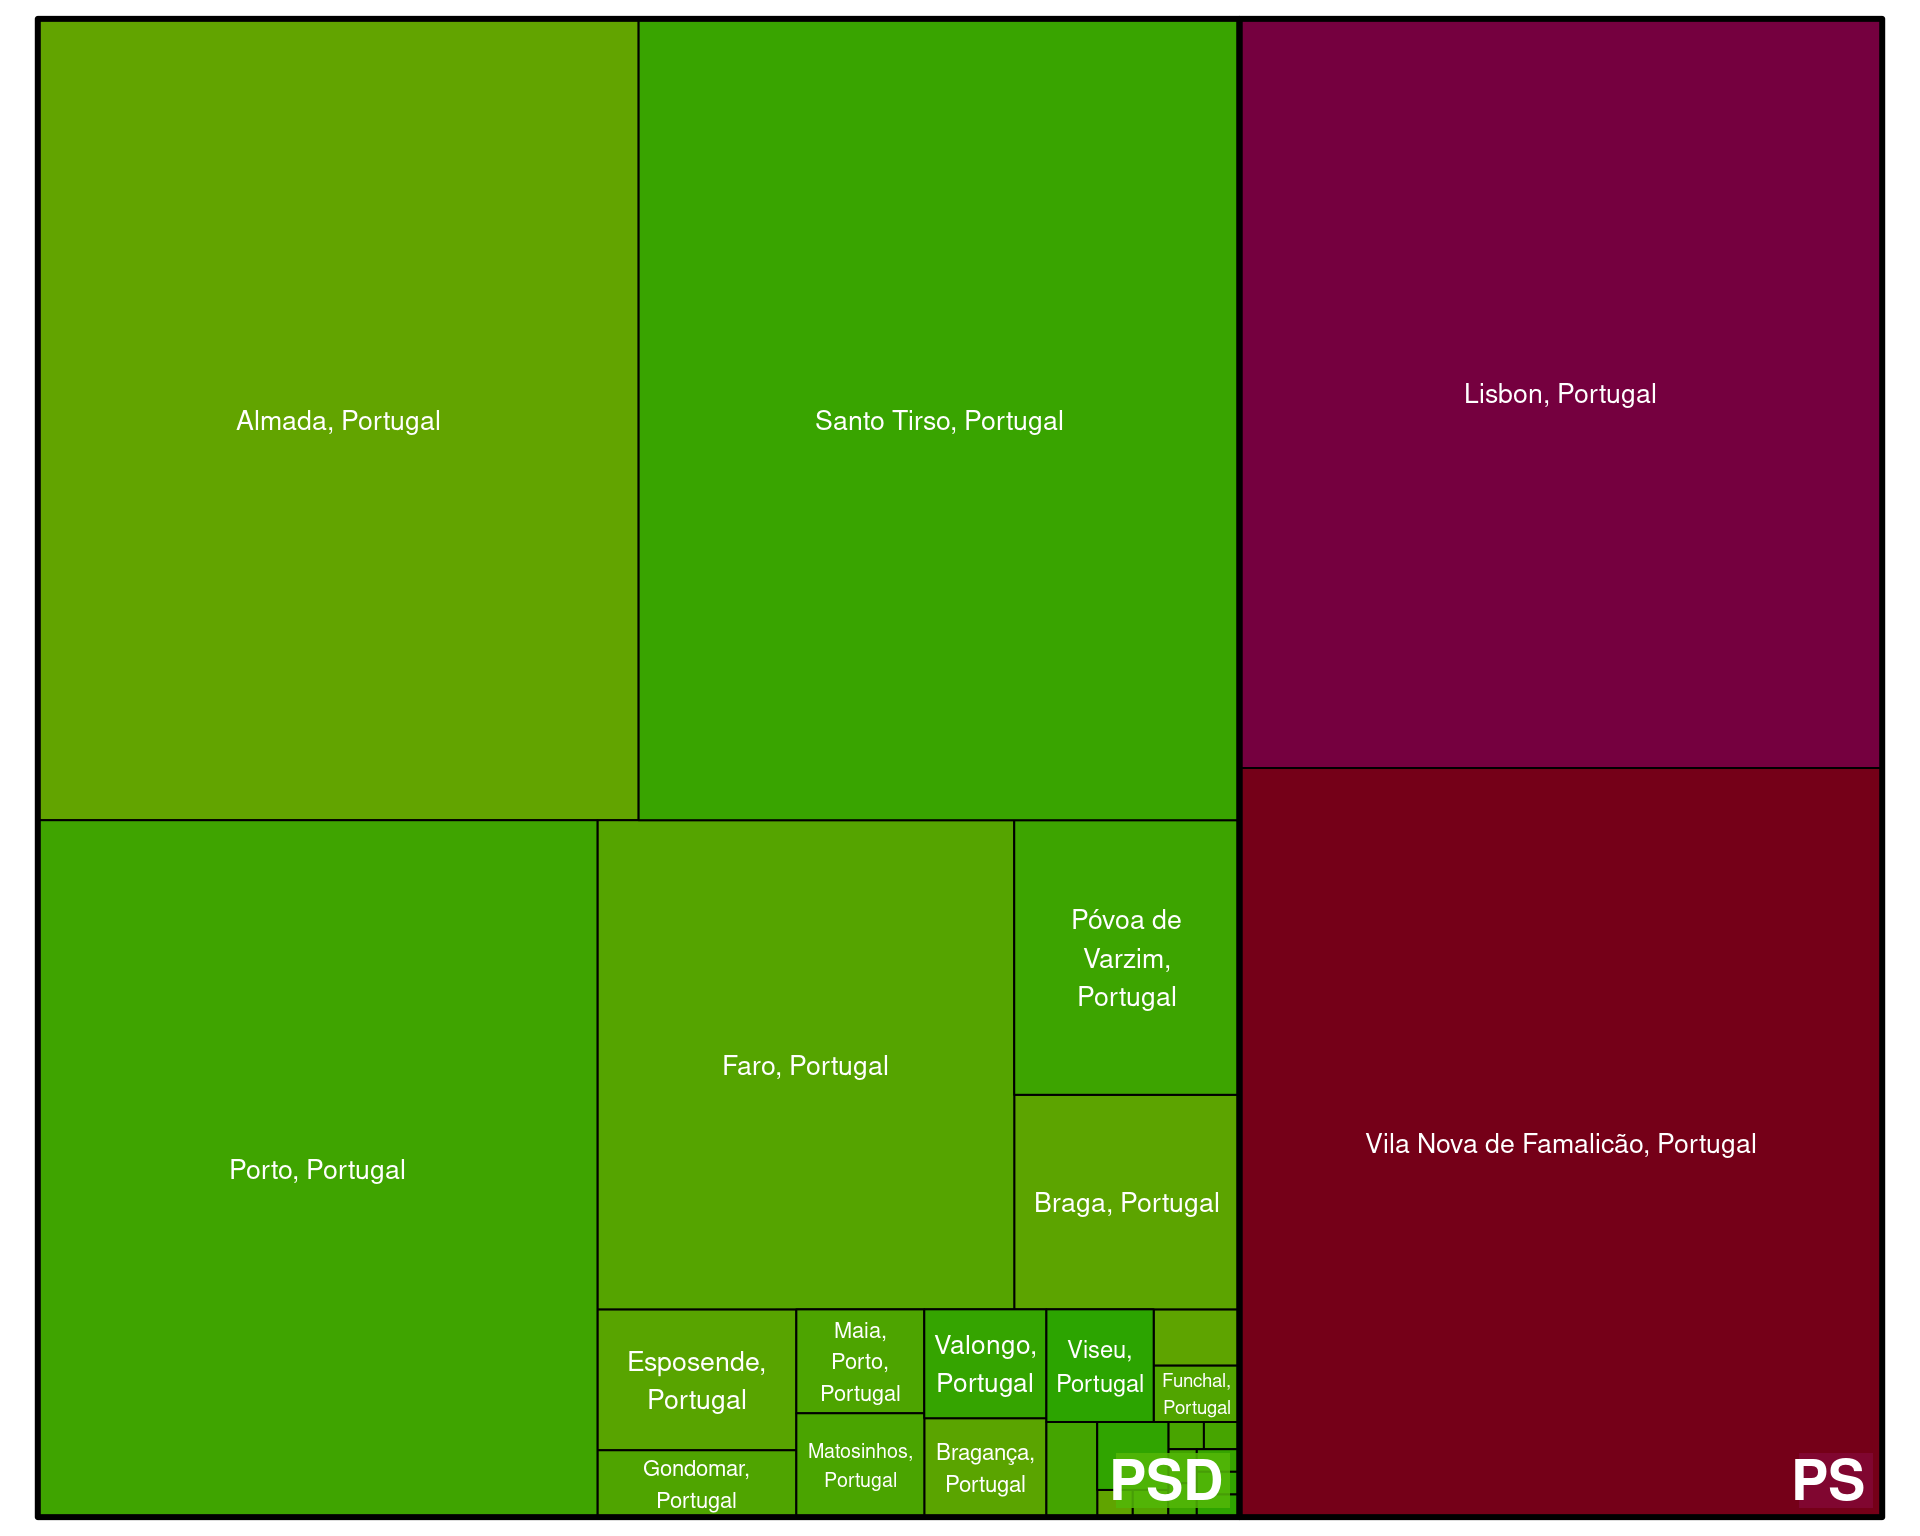 Almada, Portugal
Santo Tirso, Portugal
Lisbon, Portugal
Porto, Portugal
Faro, Portugal
Póvoa de
Varzim,
Portugal
Braga, Portugal
Vila Nova de Famalicão, Portugal
Esposende,
Portugal
Gondomar,
Portugal
Maia,
Porto,
Portugal
Matosinhos,
Portugal
Valongo,
Portugal
Bragança,
Portugal
Viseu,
Portugal
Funchal,
Portugal
PSD
PS